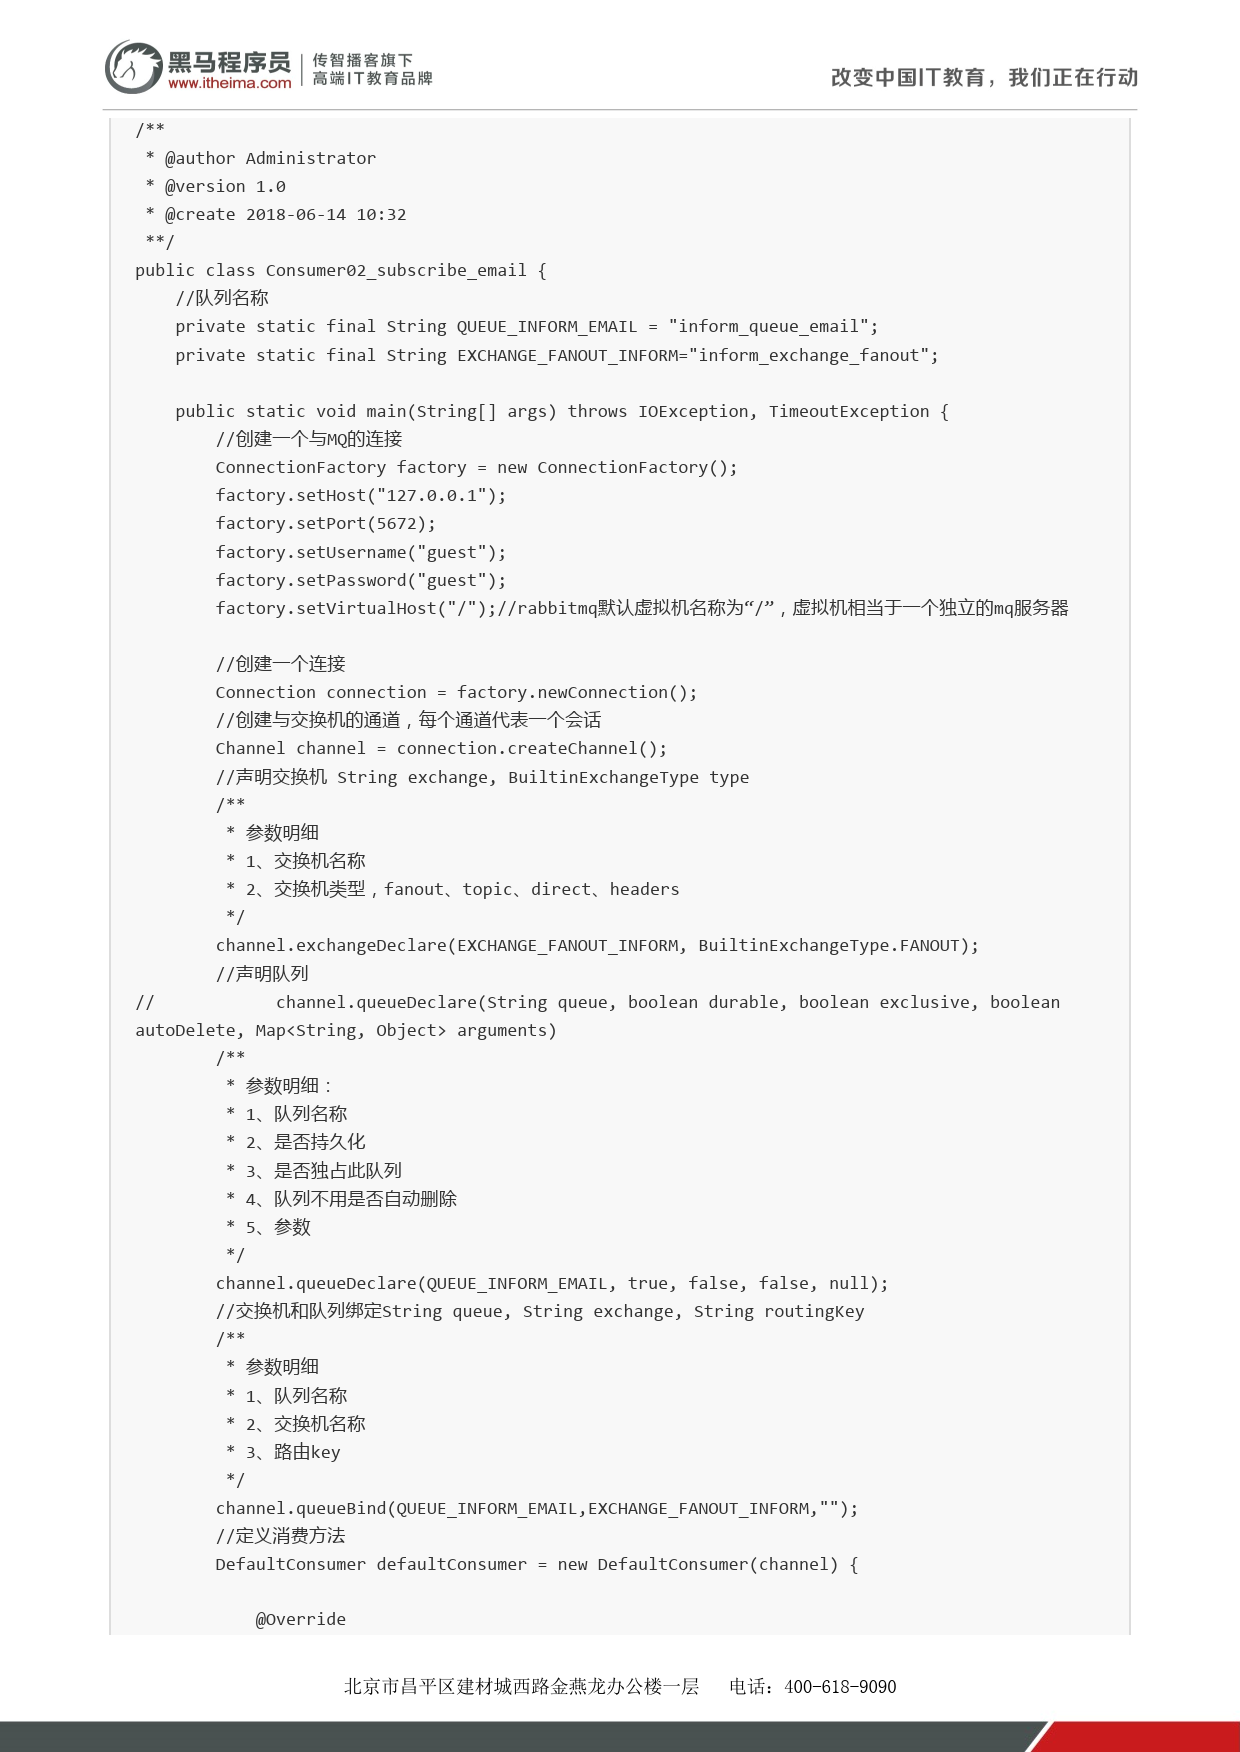 黑马程序员
www.itheima.com
传智播客旗下
高端IT教育品牌
改变中国IT教育，我们正在行动
/**
 * @author Administrator
 * @version 1.0
 * @create 2018-06-14 10:32
 **/
public class Consumer02_subscribe_email {
    //队列名称
    private static final String QUEUE_INFORM_EMAIL = "inform_queue_email";
    private static final String EXCHANGE_FANOUT_INFORM="inform_exchange_fanout";

    public static void main(String[] args) throws IOException, TimeoutException {
        //创建一个与MQ的连接
        ConnectionFactory factory = new ConnectionFactory();
        factory.setHost("127.0.0.1");
        factory.setPort(5672);
        factory.setUsername("guest");
        factory.setPassword("guest");
        factory.setVirtualHost("/");//rabbitmq默认虚拟机名称为“/”，虚拟机相当于一个独立的mq服务器

        //创建一个连接
        Connection connection = factory.newConnection();
        //创建与交换机的通道，每个通道代表一个会话
        Channel channel = connection.createChannel();
        //声明交换机 String exchange, BuiltinExchangeType type
        /**
         * 参数明细
         * 1、交换机名称
         * 2、交换机类型，fanout、topic、direct、headers
         */
        channel.exchangeDeclare(EXCHANGE_FANOUT_INFORM, BuiltinExchangeType.FANOUT);
        //声明队列
//            channel.queueDeclare(String queue, boolean durable, boolean exclusive, boolean
autoDelete, Map<String, Object> arguments)
        /**
         * 参数明细：
         * 1、队列名称
         * 2、是否持久化
         * 3、是否独占此队列
         * 4、队列不用是否自动删除
         * 5、参数
         */
        channel.queueDeclare(QUEUE_INFORM_EMAIL, true, false, false, null);
        //交换机和队列绑定String queue, String exchange, String routingKey
        /**
         * 参数明细
         * 1、队列名称
         * 2、交换机名称
         * 3、路由key
         */
        channel.queueBind(QUEUE_INFORM_EMAIL,EXCHANGE_FANOUT_INFORM,"");
        //定义消费方法
        DefaultConsumer defaultConsumer = new DefaultConsumer(channel) {

            @Override
北京市昌平区建材城西路金燕龙办公楼一层 电话：400-618-9090